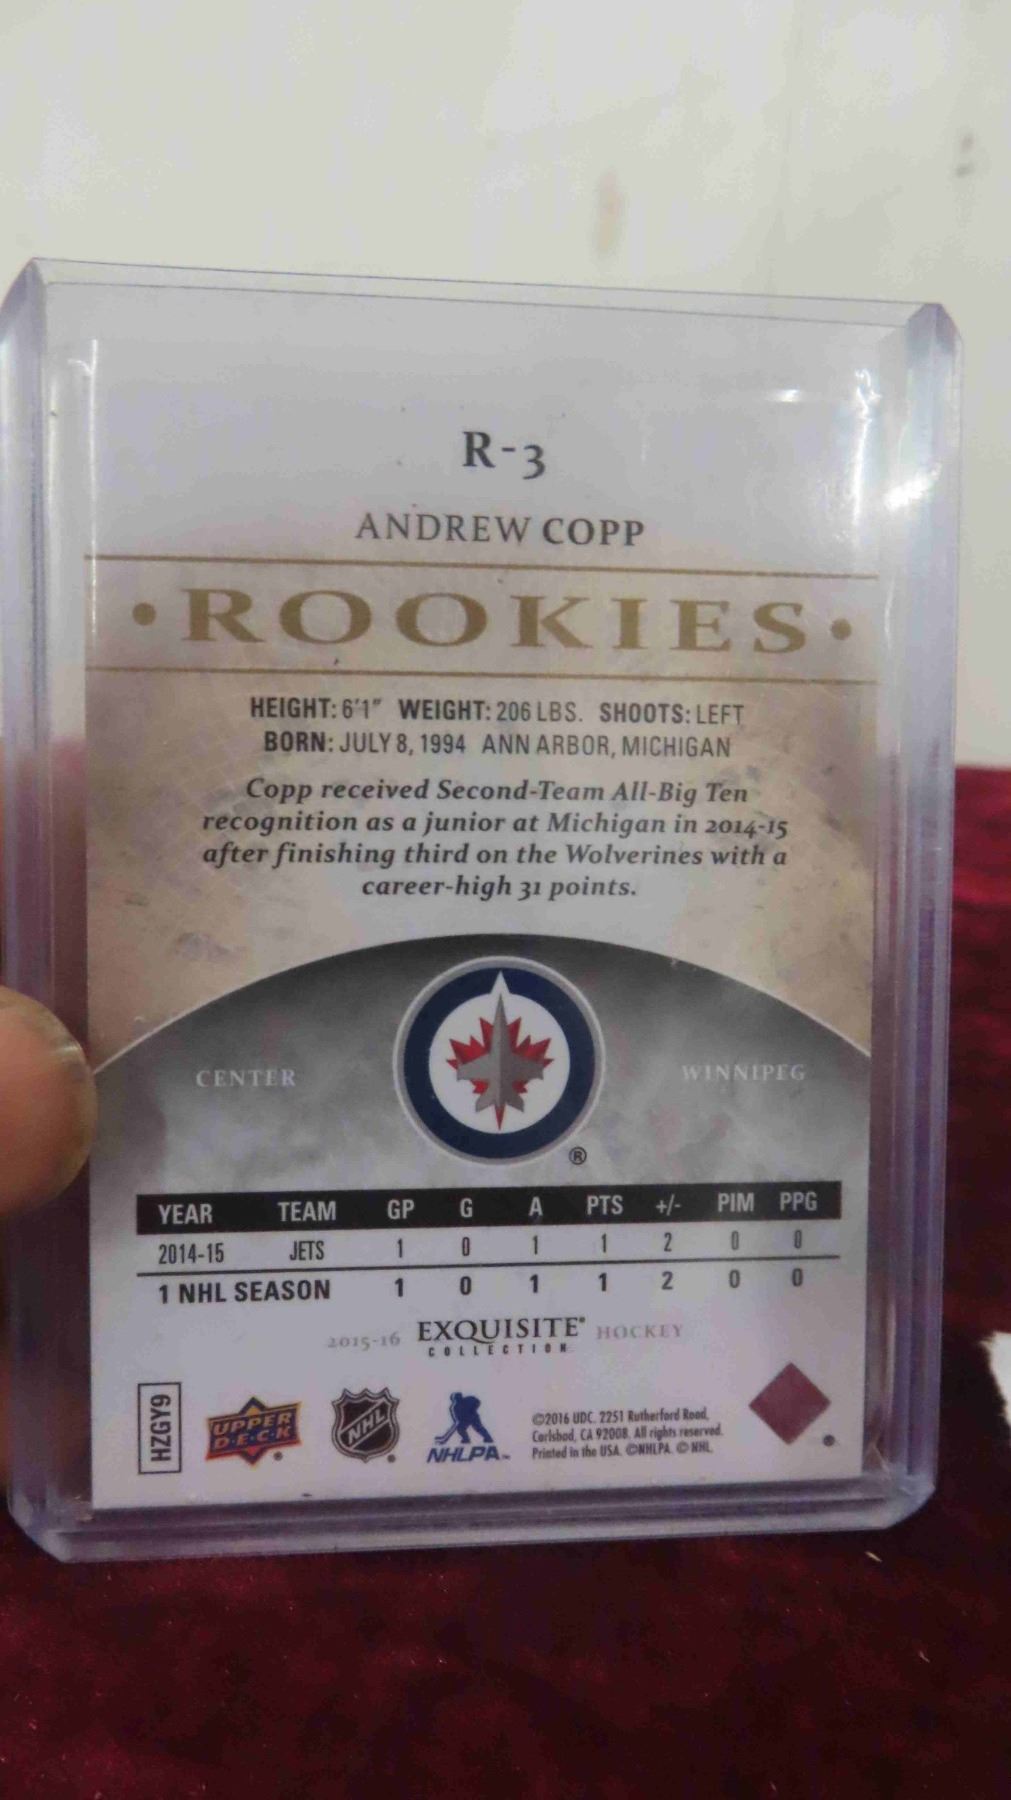 R-3
ANDREW COPP
• ROOKIES •
HEIGHT: 6'1" WEIGHT: 206 LBS. SHOOTS: LEFT
BORN: JULY 8, 1994 ANN ARBOR, MICHIGAN
Copp received Second-Team All-Big Ten
recognition as a junior at Michigan in 2014-15
after finishing third on the Wolverines with a
career-high 31 points.
CENTER WINNIPEG
®
YEAR TEAM GP G A PTS +/- PIM PPG
2014-15 JETS 1 0 1 1 2 0 0
1 NHL SEASON 1 0 1 1 2 0 0
2015-16 EXQUISITE® HOCKEY
COLLECTION
HZGY9
UPPER
D·E·C·K
NHL
NHLPA™
©2016 UDC. 2251 Rutherford Road,
Carlsbad, CA 92008. All rights reserved.
Printed in the USA. ©NHLPA. © NHL.